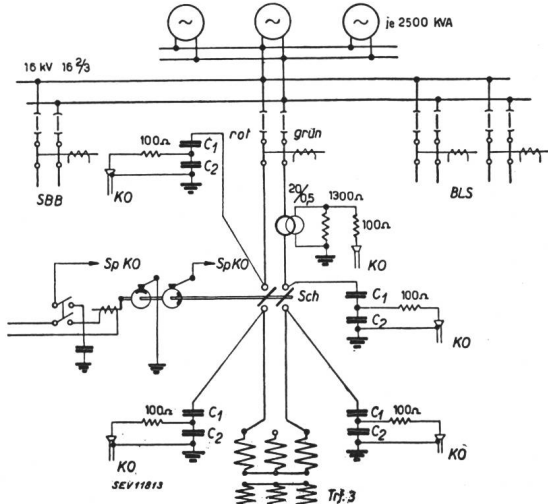 je 2500 KVA
16 kV 16 2/3
rot
grün
100Ω
C1
C2
KO
SBB
BLS
20/0,5
1300Ω
100Ω
KO
Sp KO
Sp KO
Sch
C1
100Ω
C2
KO
C1
100Ω
C2
KO
C1
100Ω
C2
KO
SEV11813
Trf. 3